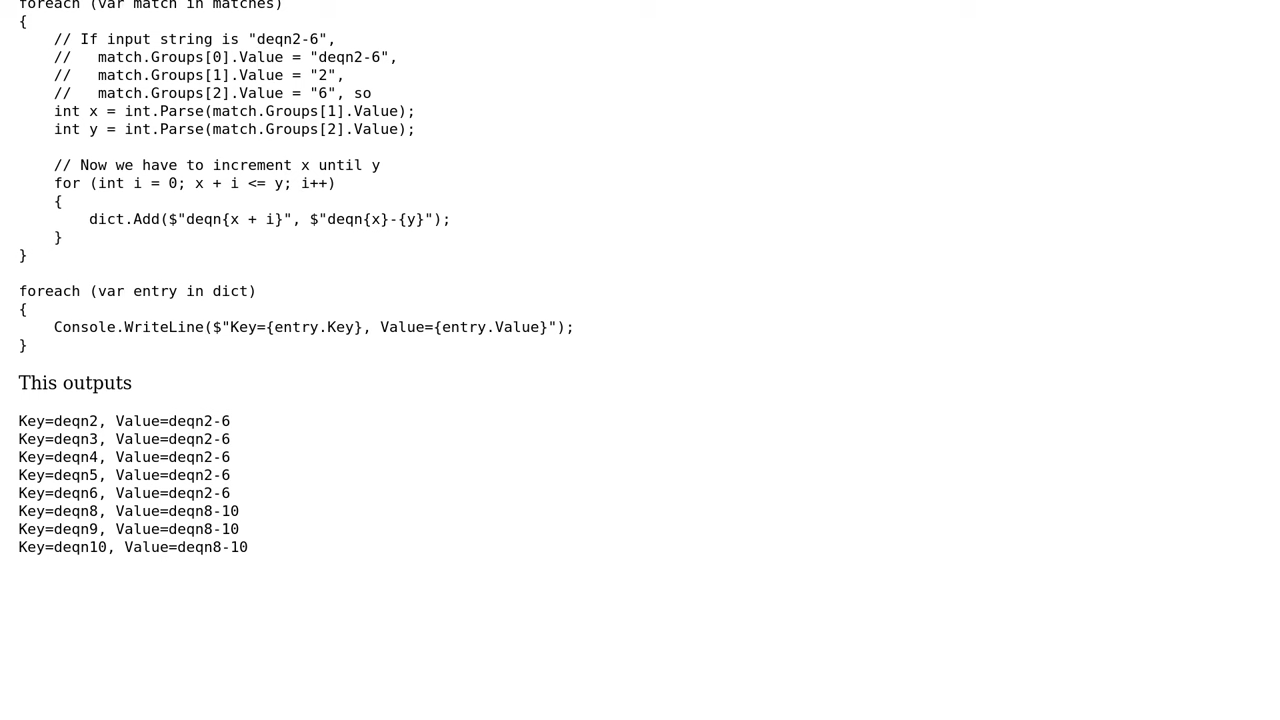 foreach (var match in matches)
{
    // If input string is "deqn2-6",
    //   match.Groups[0].Value = "deqn2-6",
    //   match.Groups[1].Value = "2",
    //   match.Groups[2].Value = "6", so
    int x = int.Parse(match.Groups[1].Value);
    int y = int.Parse(match.Groups[2].Value);

    // Now we have to increment x until y
    for (int i = 0; x + i <= y; i++)
    {
        dict.Add($"deqn{x + i}", $"deqn{x}-{y}");
    }
}

foreach (var entry in dict)
{
    Console.WriteLine($"Key={entry.Key}, Value={entry.Value}");
}

This outputs

Key=deqn2, Value=deqn2-6
Key=deqn3, Value=deqn2-6
Key=deqn4, Value=deqn2-6
Key=deqn5, Value=deqn2-6
Key=deqn6, Value=deqn2-6
Key=deqn8, Value=deqn8-10
Key=deqn9, Value=deqn8-10
Key=deqn10, Value=deqn8-10